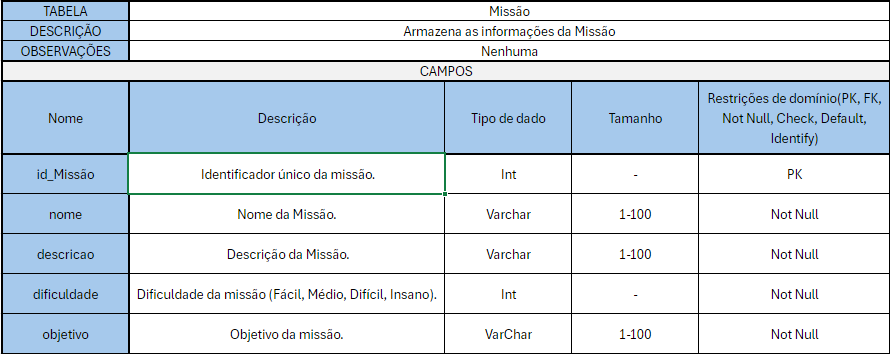 TABELA Missão
DESCRIÇÃO Armazena as informações da Missão
OBSERVAÇÕES Nenhuma
CAMPOS
Nome Descrição Tipo de dado Tamanho Restrições de domínio(PK, FK,
Not Null, Check, Default,
Identify)
id_Missão Identificador único da missão. Int - PK
nome Nome da Missão. Varchar 1-100 Not Null
descricao Descrição da Missão. Varchar 1-100 Not Null
dificuldade Dificuldade da missão (Fácil, Médio, Difícil, Insano). Int - Not Null
objetivo Objetivo da missão. VarChar 1-100 Not Null